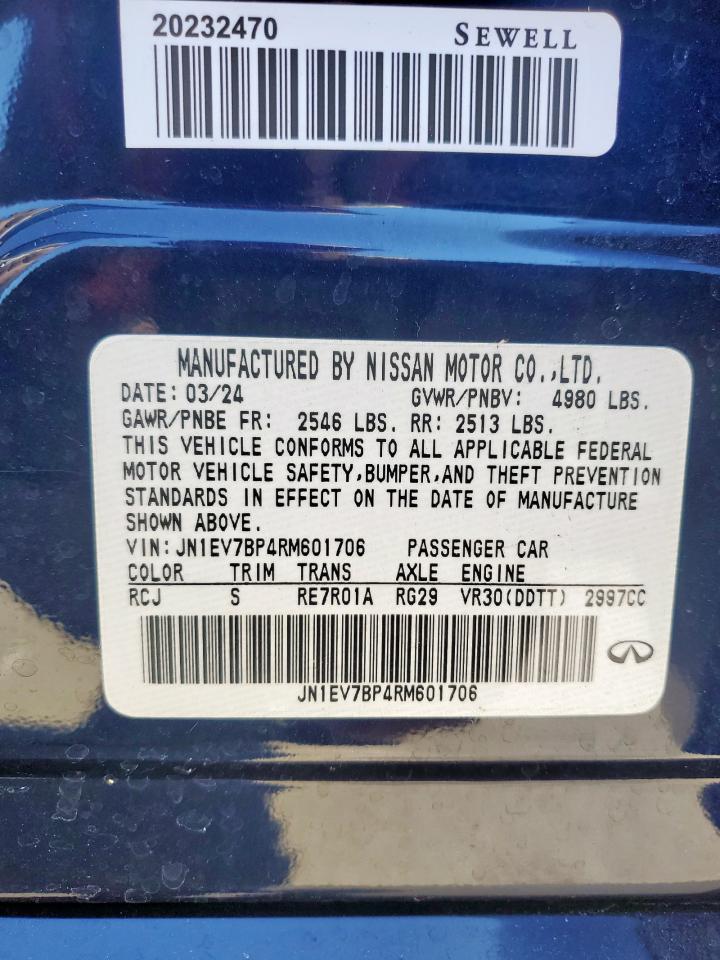 20232470 SEWELL
MANUFACTURED BY NISSAN MOTOR CO.,LTD.
DATE: 03/24 GVWR/PNBV: 4980 LBS.
GAWR/PNBE FR: 2546 LBS. RR: 2513 LBS.
THIS VEHICLE CONFORMS TO ALL APPLICABLE FEDERAL
MOTOR VEHICLE SAFETY,BUMPER,AND THEFT PREVENTION
STANDARDS IN EFFECT ON THE DATE OF MANUFACTURE
SHOWN ABOVE.
VIN: JN1EV7BP4RM601706 PASSENGER CAR
COLOR TRIM TRANS AXLE ENGINE
RCJ S RE7R01A RG29 VR30(DDTT) 2997CC
JN1EV7BP4RM601706